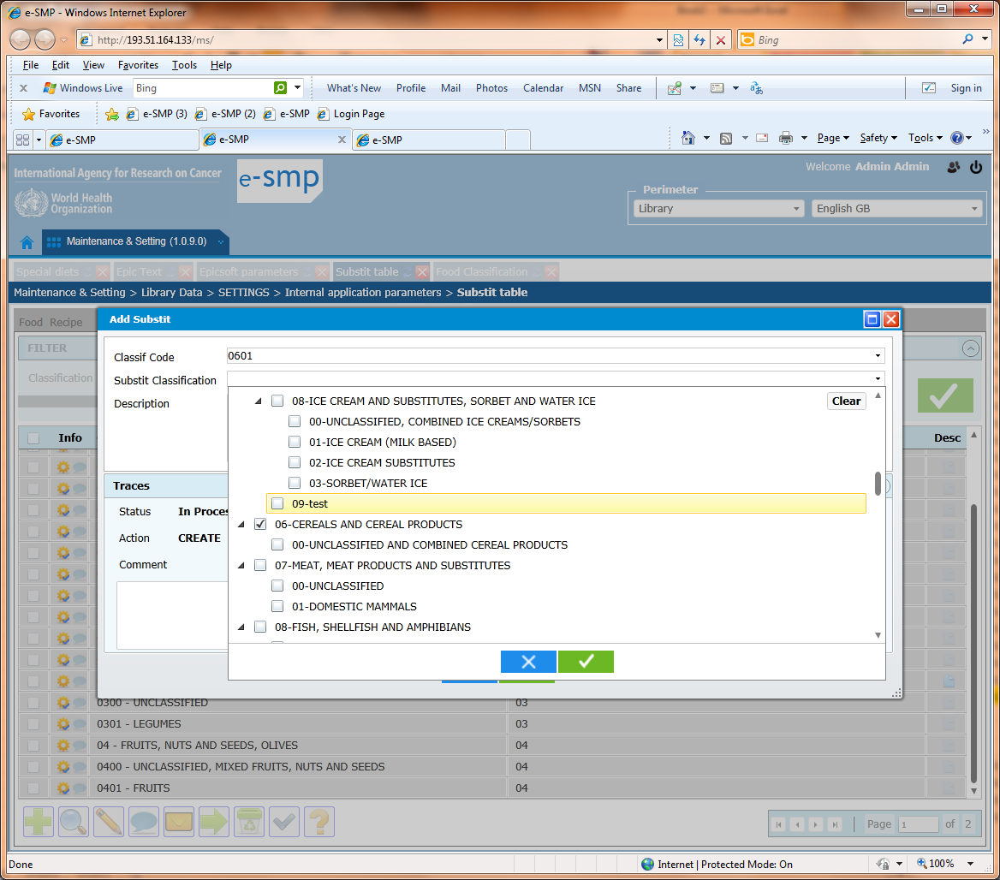 e-SMP - Windows Internet Explorer
http://193.51.164.133/ms/
Bing
File Edit View Favorites Tools Help
x Windows Live Bing What's New Profile Mail Photos Calendar MSN Share Sign in
Favorites e-SMP (3) e-SMP (2) e-SMP Login Page
e-SMP e-SMP x e-SMP Page Safety Tools
International Agency for Research on Cancer
World Health
Organization
e-smp
Welcome Admin Admin
Perimeter
Library English GB
Maintenance & Setting (1.0.9.0)
Special diets Epic Text Epicsoft parameters Substit table Food Classification
Maintenance & Setting > Library Data > SETTINGS > Internal application parameters > Substit table
Food Recipe
Add Substit
FILTER
Classification
Classif Code 0601
Substit Classification
Description
08-ICE CREAM AND SUBSTITUTES, SORBET AND WATER ICE
Clear
00-UNCLASSIFIED, COMBINED ICE CREAMS/SORBETS
01-ICE CREAM (MILK BASED)
02-ICE CREAM SUBSTITUTES
03-SORBET/WATER ICE
09-test
06-CEREALS AND CEREAL PRODUCTS
00-UNCLASSIFIED AND COMBINED CEREAL PRODUCTS
07-MEAT, MEAT PRODUCTS AND SUBSTITUTES
00-UNCLASSIFIED
01-DOMESTIC MAMMALS
08-FISH, SHELLFISH AND AMPHIBIANS
Info
Desc
Traces
Status In Proces
Action CREATE
Comment
0300 - UNCLASSIFIED 03
0301 - LEGUMES 03
04 - FRUITS, NUTS AND SEEDS, OLIVES 04
0400 - UNCLASSIFIED, MIXED FRUITS, NUTS AND SEEDS 04
0401 - FRUITS 04
Page 1 of 2
Done Internet | Protected Mode: On 100%